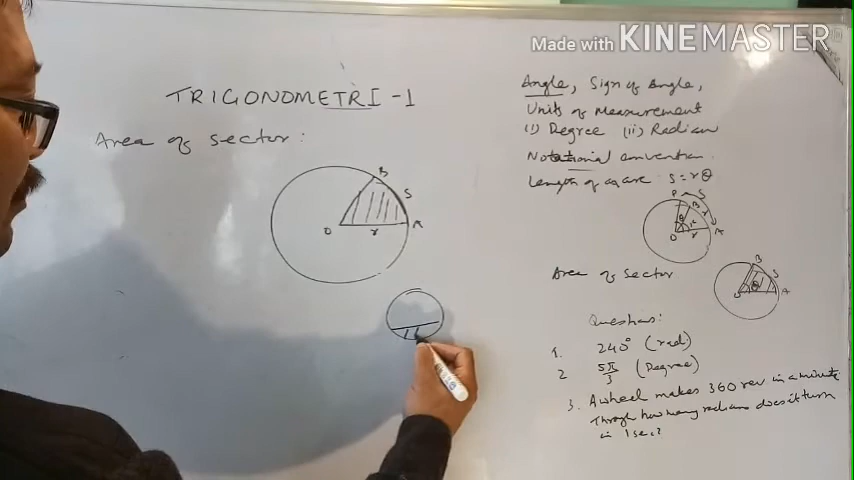 Made with KINEMASTER
TRIGONOMETRI-1
Area of sector:
B
S
O
r
A
Angle, Sign of Angle,
Units of Measurement
(i) Degree (ii) Radian
Notational convention.
Length of an arc S = rθ
P
S
B
θ
O
r
A
Area of Sector
B
S
θ
O
A
Questions:
1. 240° (rad)
2 5π/3 (Degree)
3. A wheel makes 360 rev in a minute
Through how many radians does it turn
in 1 sec?